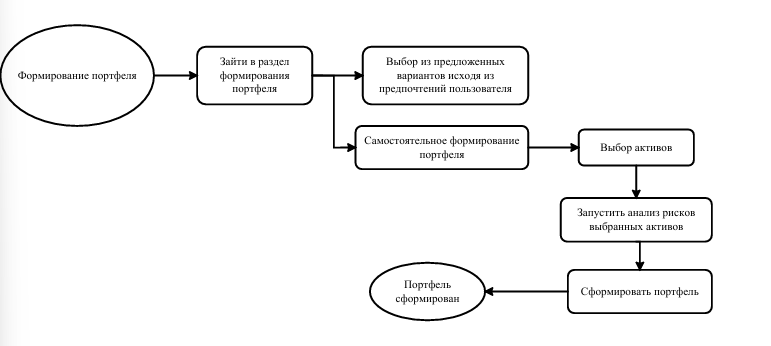 Формирование портфеля
Зайти в раздел
формирования
портфеля
Выбор из предложенных
вариантов исходя из
предпочтений пользователя
Самостоятельное формирование
портфеля
Выбор активов
Запустить анализ рисков
выбранных активов
Сформировать портфель
Портфель
сформирован